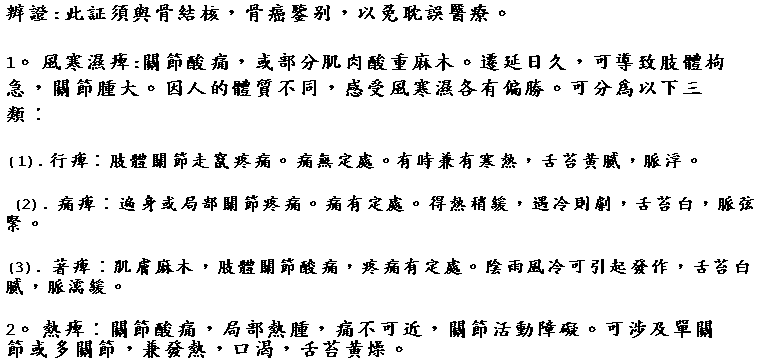 辨證:此証須與骨結核，骨癌鑒別，以免耽誤醫療。
1。風寒濕痺:關節酸痛，或部分肌肉酸重麻木。遷延日久，可導致肢體拘
急，關節腫大。因人的體質不同，感受風寒濕各有偏勝。可分為以下三
類：
(1).行痺：肢體關節走竄疼痛。痛無定處。有時兼有寒熱，舌苔黃膩，脈浮。
(2).痛痺：遍身或局部關節疼痛。痛有定處。得熱稍緩，遇冷則劇，舌苔白，脈弦
緊。
(3).著痺：肌膚麻木，肢體關節酸痛，疼痛有定處。陰雨風冷可引起發作，舌苔白
膩，脈濡緩。
2。熱痺：關節酸痛，局部熱腫，痛不可近，關節活動障礙。可涉及單關
節或多關節，兼發熱，口渴，舌苔黃燥。